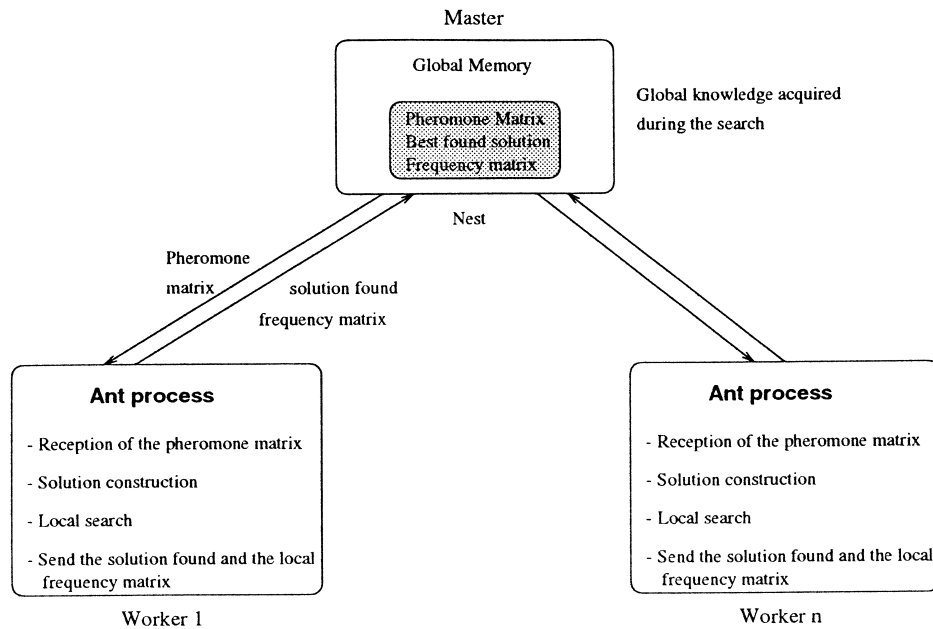 Master
Global Memory
Pheromone Matrix
Best found solution
Frequency matrix
Global knowledge acquired
during the search
Nest
Pheromone
matrix
solution found
frequency matrix
Ant process
- Reception of the pheromone matrix
- Solution construction
- Local search
- Send the solution found and the local
frequency matrix
Worker 1
Ant process
- Reception of the pheromone matrix
- Solution construction
- Local search
- Send the solution found and the local
frequency matrix
Worker n